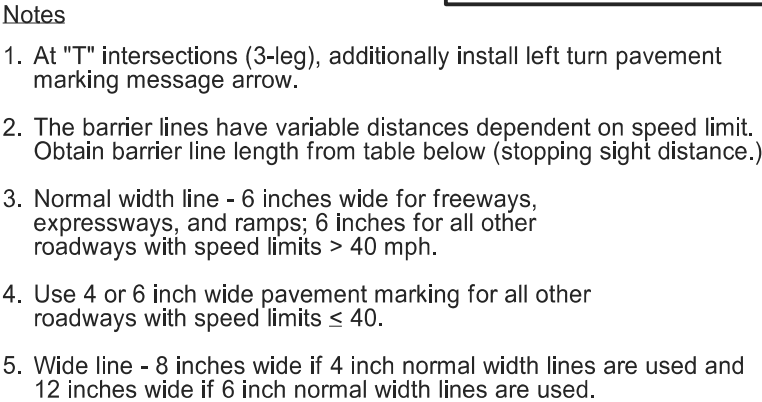 Notes
1. At "T" intersections (3-leg), additionally install left turn pavement
marking message arrow.
2. The barrier lines have variable distances dependent on speed limit.
Obtain barrier line length from table below (stopping sight distance.)
3. Normal width line - 6 inches wide for freeways,
expressways, and ramps; 6 inches for all other
roadways with speed limits > 40 mph.
4. Use 4 or 6 inch wide pavement marking for all other
roadways with speed limits ≤ 40.
5. Wide line - 8 inches wide if 4 inch normal width lines are used and
12 inches wide if 6 inch normal width lines are used.